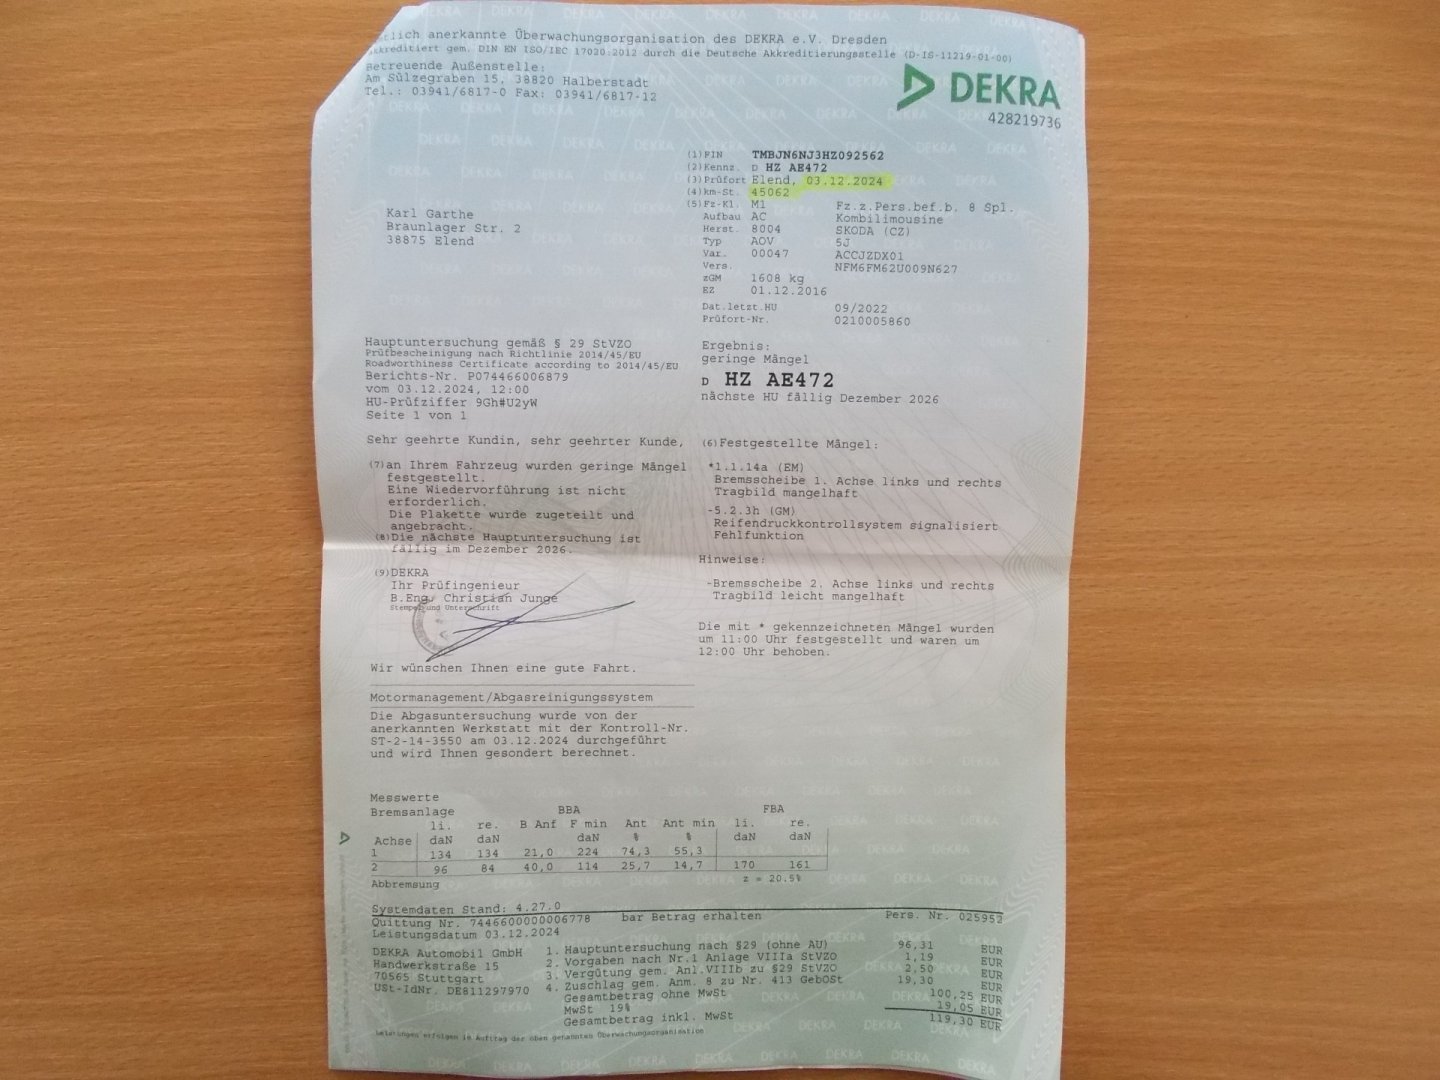 anerkannte Überwachungsorganisation des DEKRA e.V. Dresden
akkreditiert gem. DIN EN ISO/IEC 17020:2012 durch die Deutsche Akkreditierungsstelle (D-IS-11219-01-00)
Betreuende Außenstelle:
Am Sülzegraben 15, 38820 Halberstadt
Tel.: 03941/6817-0 Fax: 03941/6817-12
DEKRA
428219736
(1) FIN TMBJN6NJ3HZ092562
(2) Kennz. D HZ AE472
(3) Prüfort Elend, 03.12.2024
(4) km-St. 45062
(5) Fz-Kl. M1 Fz.z.Pers.bef.b. 8 Spl.
Aufbau AC Kombilimousine
Herst. 8004 SKODA (CZ)
Typ AOV 5J
Var. 00047 ACCJZDX01
Vers. NFM6FM62U009N627
zGM 1608 kg
EZ 01.12.2016
Dat.letzt.HU 09/2022
Prüfort-Nr. 0210005860
Karl Garthe
Braunlager Str. 2
38875 Elend
Hauptuntersuchung gemäß § 29 StVZO
Prüfbescheinigung nach Richtlinie 2014/45/EU
Roadworthiness Certificate according to 2014/45/EU
Berichts-Nr. P074466006879
vom 03.12.2024, 12:00
HU-Prüfziffer 9Gh#U2yW
Seite 1 von 1
Ergebnis:
geringe Mängel
D HZ AE472
nächste HU fällig Dezember 2026
Sehr geehrte Kundin, sehr geehrter Kunde,
(7) an Ihrem Fahrzeug wurden geringe Mängel
festgestellt.
Eine Wiedervorführung ist nicht
erforderlich.
Die Plakette wurde zugeteilt und
angebracht.
(8) Die nächste Hauptuntersuchung ist
fällig im Dezember 2026.
(9) DEKRA
Ihr Prüfingenieur
B.Eng. Christian Junge
Stempel und Unterschrift
Wir wünschen Ihnen eine gute Fahrt.
(6) Festgestellte Mängel:
*1.1.14a (EM)
Bremsscheibe 1. Achse links und rechts
Tragbild mangelhaft
-5.2.3h (GM)
Reifendruckkontrollsystem signalisiert
Fehlfunktion
Hinweise:
-Bremsscheibe 2. Achse links und rechts
Tragbild leicht mangelhaft
Die mit * gekennzeichneten Mängel wurden
um 11:00 Uhr festgestellt und waren um
12:00 Uhr behoben.
Motormanagement/Abgasreinigungssystem
Die Abgasuntersuchung wurde von der
anerkannten Werkstatt mit der Kontroll-Nr.
ST-2-14-3550 am 03.12.2024 durchgeführt
und wird Ihnen gesondert berechnet.
Messwerte
Bremsanlage BBA FBA
li. re. B Anf F min Ant Ant min li. re.
Achse daN daN daN % % daN daN
1 134 134 21,0 224 74,3 55,3
2 96 84 40,0 114 25,7 14,7 170 161
Abbremsung z = 20.5%
Systemdaten Stand: 4.27.0
Quittung Nr. 7446600000006778 bar Betrag erhalten Pers. Nr. 025952
Leistungsdatum 03.12.2024
DEKRA Automobil GmbH
Handwerkstraße 15
70565 Stuttgart
USt-IdNr. DE811297970
1. Hauptuntersuchung nach §29 (ohne AU) 96,31 EUR
2. Vorgaben nach Nr.1 Anlage VIIIa StVZO 1,19 EUR
3. Vergütung gem. Anl.VIIIb zu §29 StVZO 2,50 EUR
4. Zuschlag gem. Anm. 8 zu Nr. 413 GebOSt 19,30 EUR
Gesamtbetrag ohne MwSt 100,25 EUR
MwSt 19% 19,05 EUR
Gesamtbetrag inkl. MwSt 119,30 EUR
Leistungen erfolgen im Auftrag der oben genannten Überwachungsorganisation